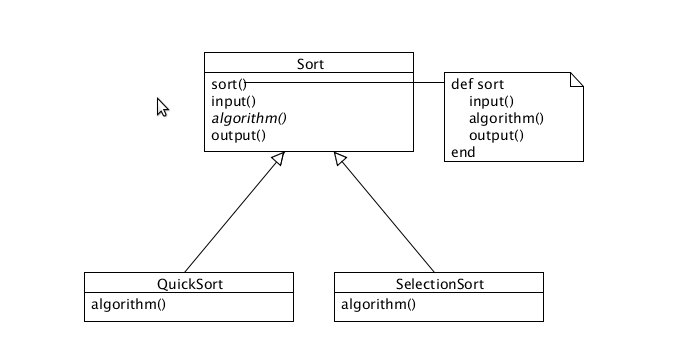 Sort
sort()
input()
algorithm()
output()
def sort
input()
algorithm()
output()
end
QuickSort
algorithm()
SelectionSort
algorithm()